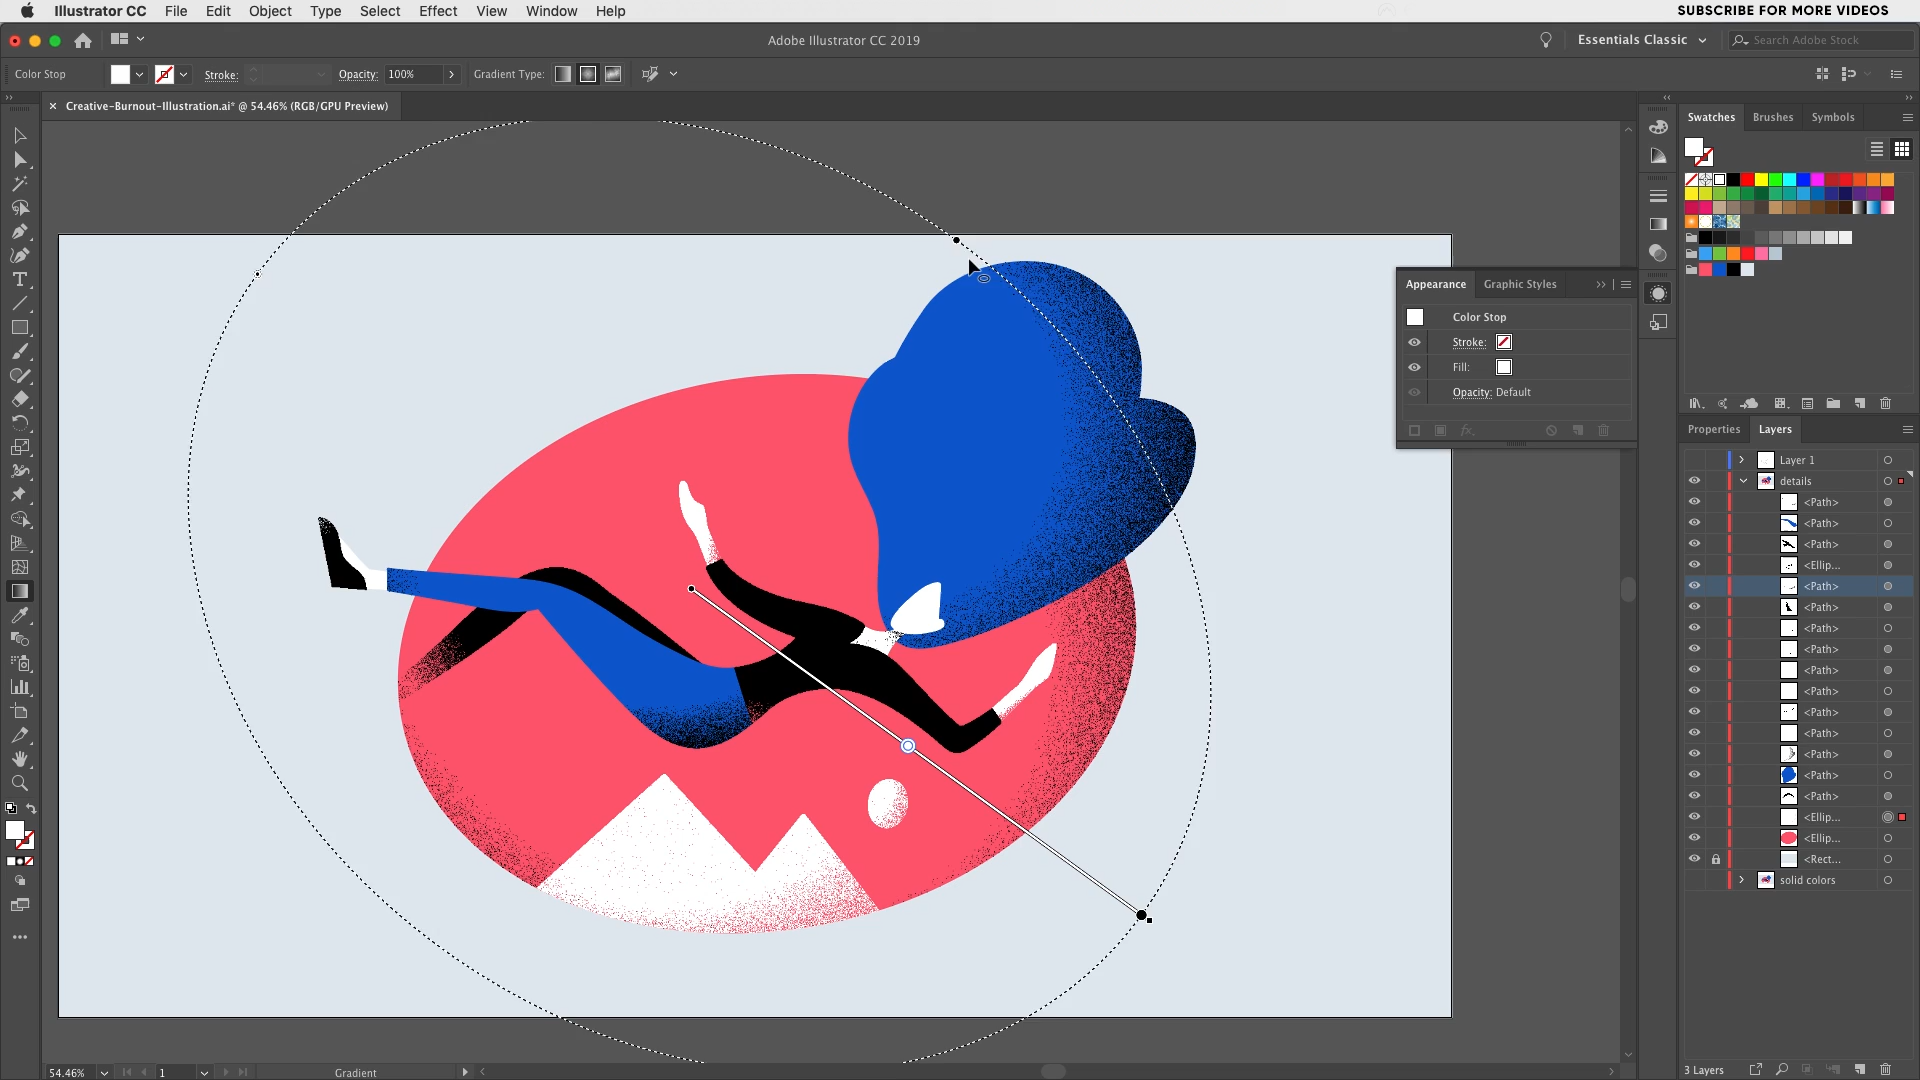 Illustrator CC File Edit Object Type Select Effect View Window Help
SUBSCRIBE FOR MORE VIDEOS
Adobe Illustrator CC 2019
Essentials Classic
Search Adobe Stock
Color Stop
Stroke:
Opacity: 100%
Gradient Type:
× Creative-Burnout-Illustration.ai* @ 54.46% (RGB/GPU Preview)
Swatches Brushes Symbols
Appearance Graphic Styles
Color Stop
Stroke:
Fill:
Opacity: Default
Properties Layers
Layer 1
details
<Path>
<Path>
<Path>
<Ellip...
<Path>
<Path>
<Path>
<Path>
<Path>
<Path>
<Path>
<Path>
<Path>
<Path>
<Path>
<Ellip...
<Ellip...
<Rect...
solid colors
54.46%
1
Gradient
3 Layers